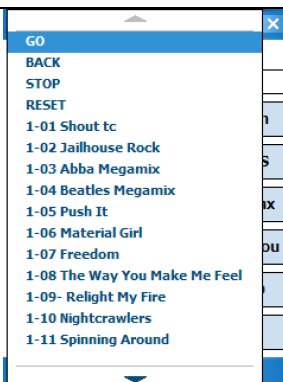 GO
BACK
STOP
RESET
1-01 Shout tc
1-02 Jailhouse Rock
1-03 Abba Megamix
1-04 Beatles Megamix
1-05 Push It
1-06 Material Girl
1-07 Freedom
1-08 The Way You Make Me Feel
1-09- Relight My Fire
1-10 Nightcrawlers
1-11 Spinning Around